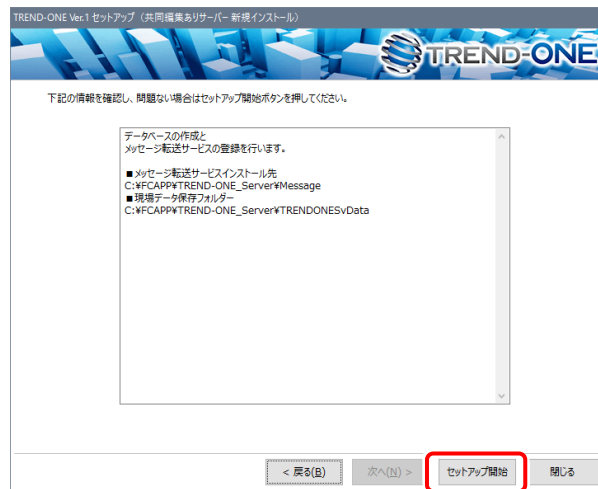 TREND-ONE Ver.1 セットアップ（共同編集ありサーバー 新規インストール）
TREND-ONE
下記の情報を確認し、問題ない場合はセットアップ開始ボタンを押してください。
データベースの作成と
メッセージ転送サービスの登録を行います。
■メッセージ転送サービスインストール先
C:¥FCAPP¥TREND-ONE_Server¥Message
■現場データ保存フォルダー
C:¥FCAPP¥TREND-ONE_Server¥TRENDONESvData
< 戻る(B)
次へ(N) >
セットアップ開始
閉じる